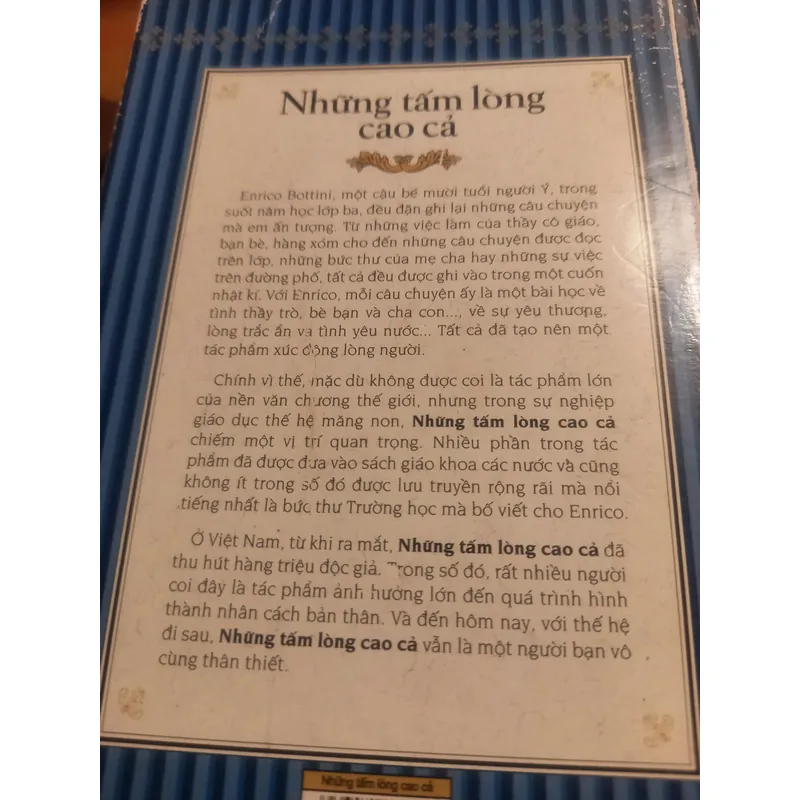 Những tấm lòng
cao cả
Enrico Bottini, một cậu bé mười tuổi người Ý, trong
suốt năm học lớp ba, đều đặn ghi lại những câu chuyện
mà em ấn tượng. Từ những việc làm của thầy cô giáo,
bạn bè, hàng xóm cho đến những câu chuyện được đọc
trên lớp, những bức thư của mẹ cha hay những sự việc
trên đường phố, tất cả đều được ghi vào trong một cuốn
nhật kí. Với Enrico, mỗi câu chuyện ấy là một bài học về
tình thầy trò, bè bạn và cha con..., về sự yêu thương,
lòng trắc ẩn và tình yêu nước... Tất cả đã tạo nên một
tác phẩm xúc động lòng người.
Chính vì thế, mặc dù không được coi là tác phẩm lớn
của nền văn chương thế giới, nhưng trong sự nghiệp
giáo dục thế hệ măng non, Những tấm lòng cao cả
chiếm một vị trí quan trọng. Nhiều phần trong tác
phẩm đã được đưa vào sách giáo khoa các nước và cũng
không ít trong số đó được lưu truyền rộng rãi mà nổi
tiếng nhất là bức thư Trường học mà bố viết cho Enrico.
Ở Việt Nam, từ khi ra mắt, Những tấm lòng cao cả đã
thu hút hàng triệu độc giả. Trong số đó, rất nhiều người
coi đây là tác phẩm ảnh hưởng lớn đến quá trình hình
thành nhân cách bản thân. Và đến hôm nay, với thế hệ
đi sau, Những tấm lòng cao cả vẫn là một người bạn vô
cùng thân thiết.
Những tấm lòng cao cả